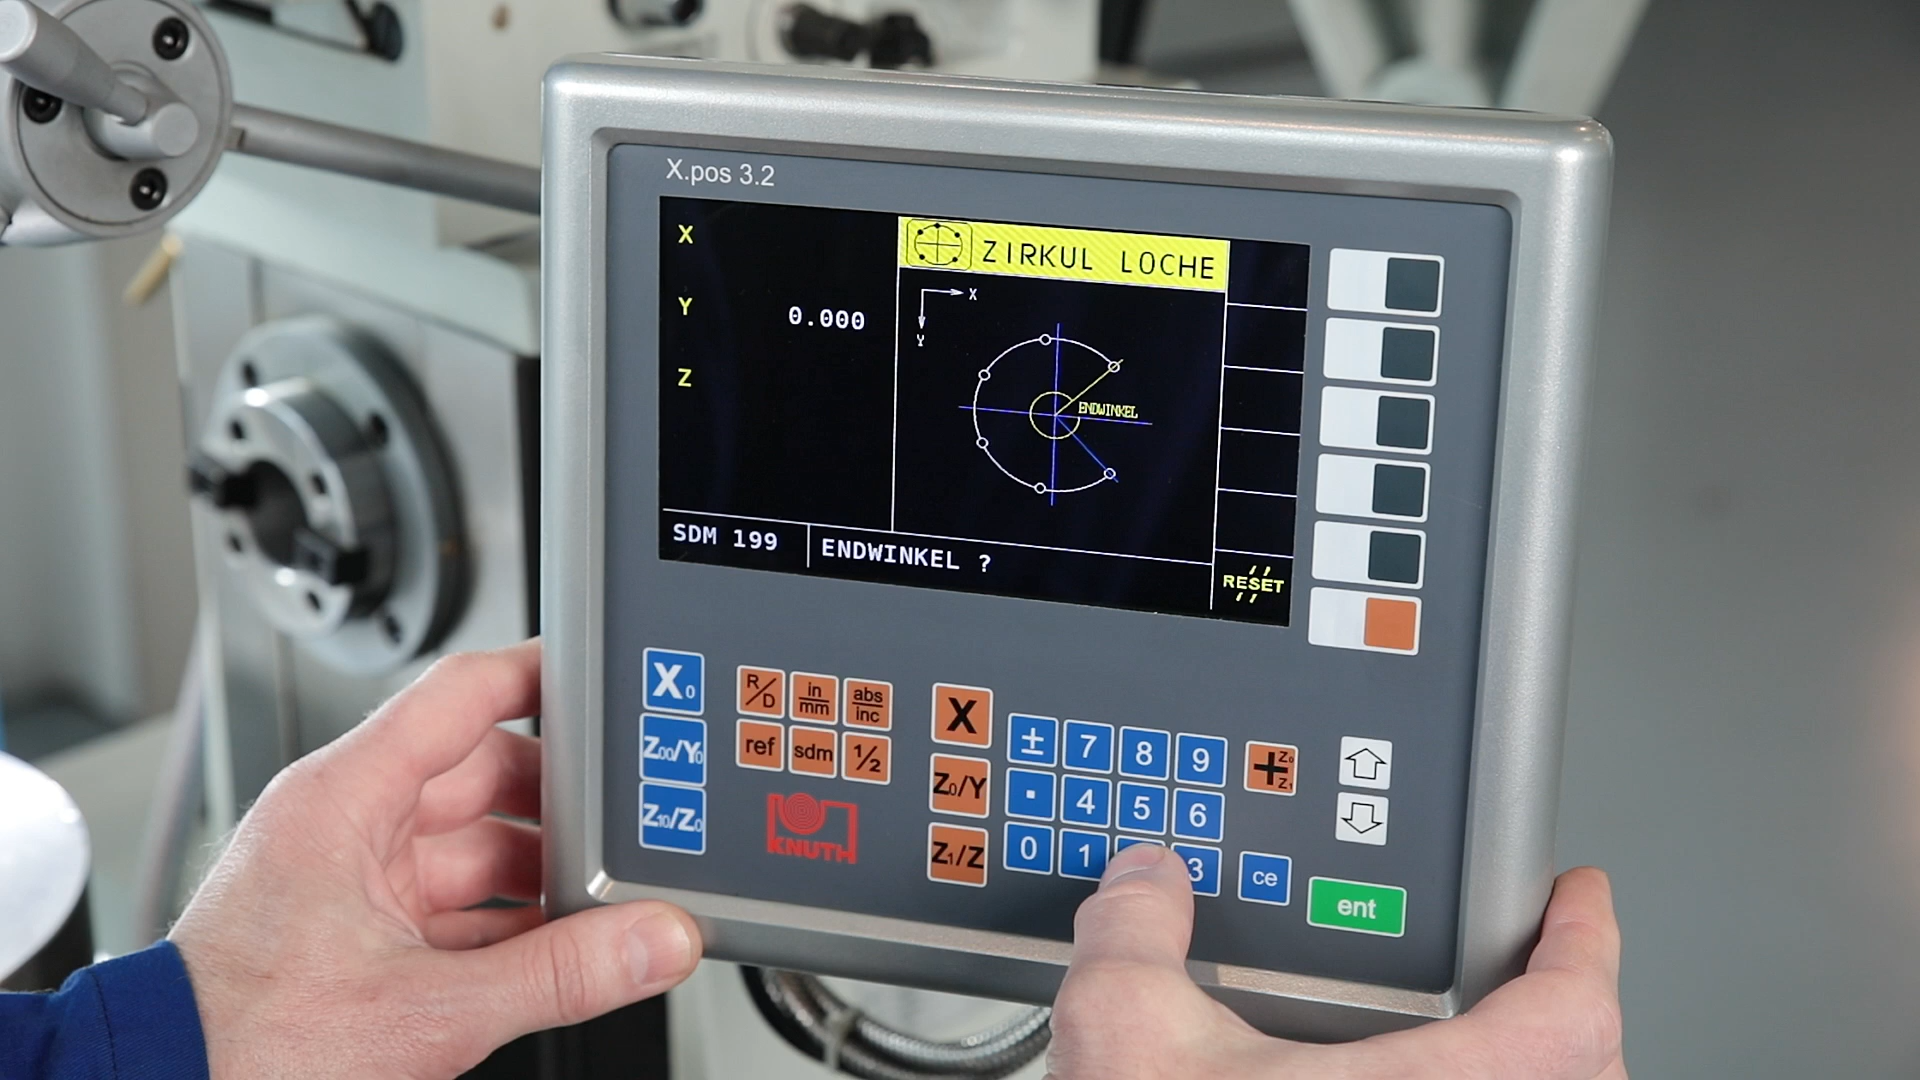 X.pos 3.2
X
ZIRKUL LOCHE
X
Y
0.000
Y
Z
ENDWINKEL
SDM 199
ENDWINKEL ?
RESET
X0
R/D
in/mm
abs/inc
X
± 7 8 9
+ Z0 Z1
Z00/Y0
ref
sdm
1/2
Z0/Y
. 4 5 6
Z10/Z0
KNUTH
Z1/Z
0 1 3
ce
ent